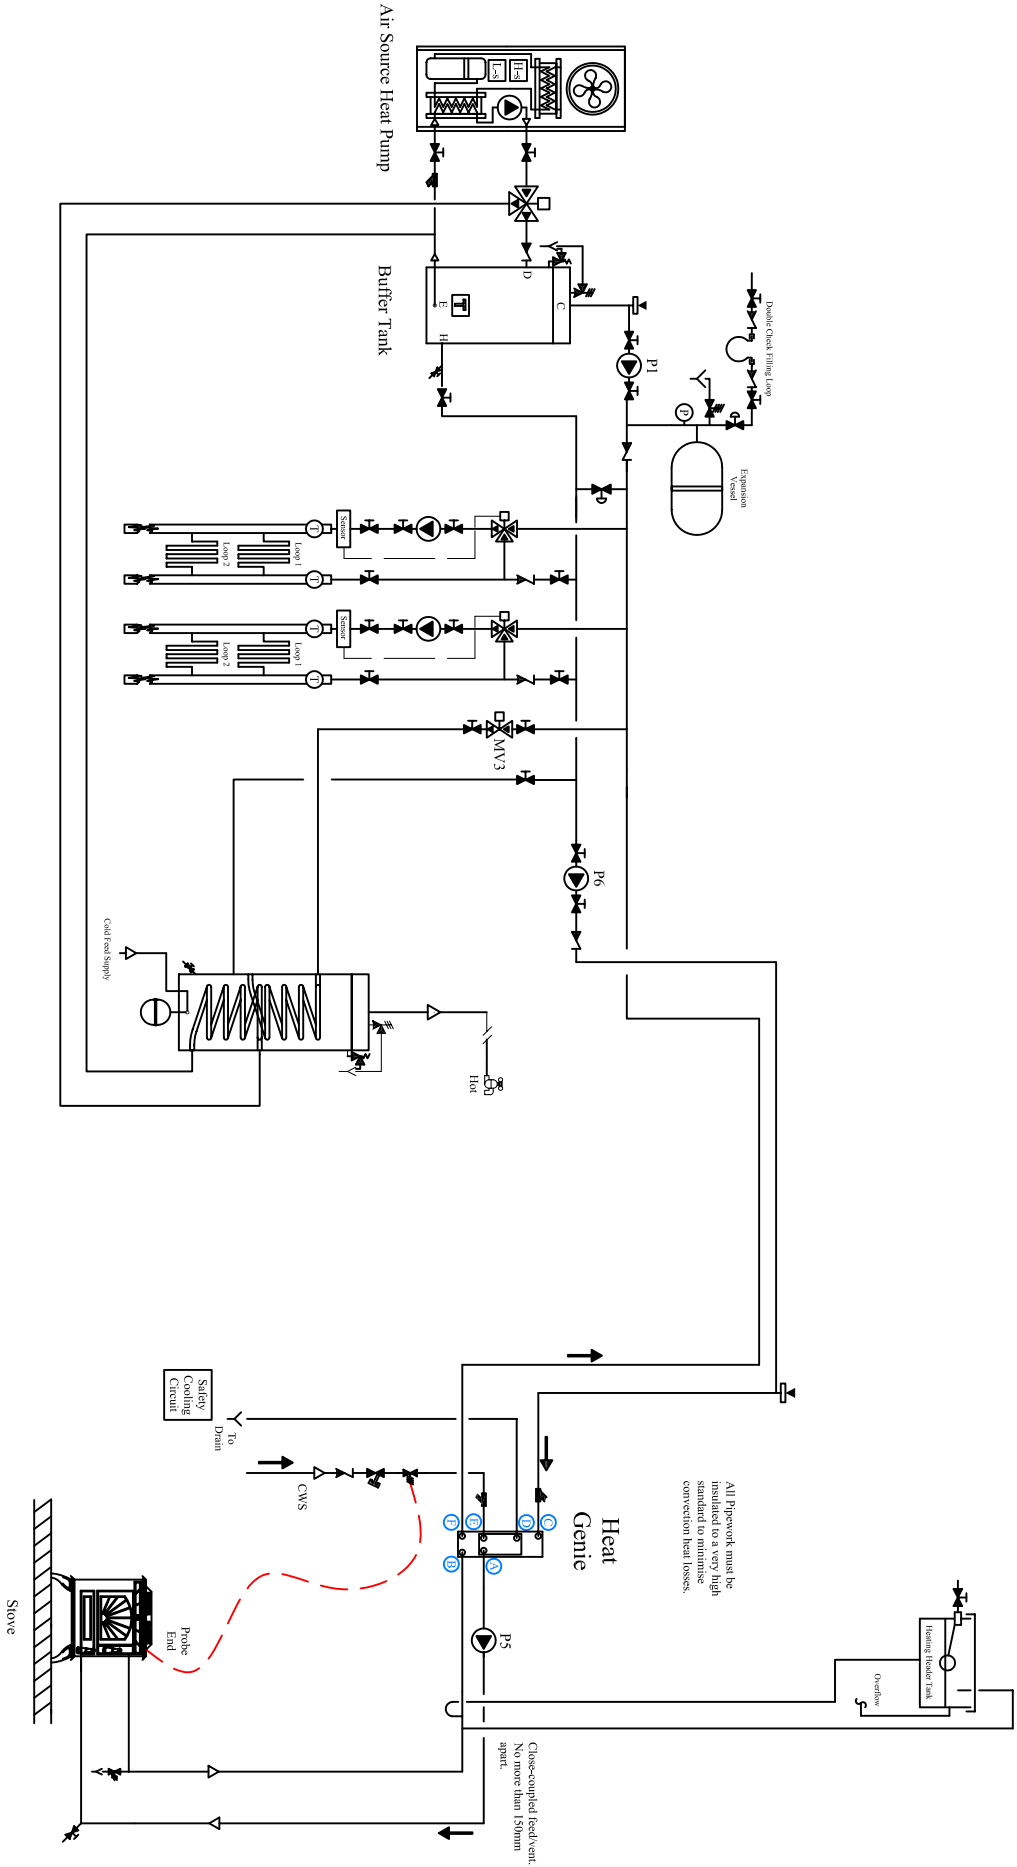 Air Source Heat Pump
L-s
H-s
Buffer Tank
D
C
E
H
T
P1
Double Check Filling Loop
P
Expansion
Vessel
Sensor
T
T
Loop 1
Loop 2
Sensor
T
T
Loop 1
Loop 2
MV3
P6
Cold Feed Supply
Hot
Safety
Cooling
Circuit
To
Drain
CWS
Heat
Genie
C
D
E
F
A
B
P5
All Pipework must be
insulated to a very high
standard to minimise
convection heat losses.
Heating Header Tank
Overflow
Probe
End
Stove
Close-coupled feed/vent.
No more than 150mm
apart.